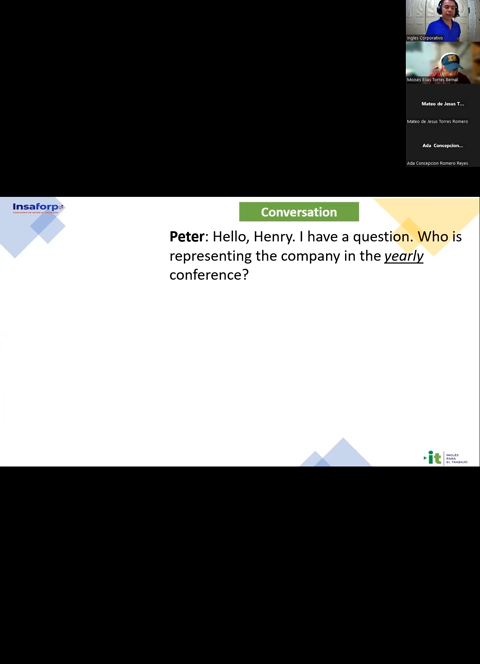 Ingles Corporativo
Moises Elias Torres Bernal
Mateo de Jesus T...
Mateo de Jesus Torres Romero
Ada Concepcion...
Ada Concepcion Romero Reyes
Insaforp
Conversation
Peter: Hello, Henry. I have a question. Who is
representing the company in the yearly
conference?
it
INGLÉS
PARA
EL TRABAJO